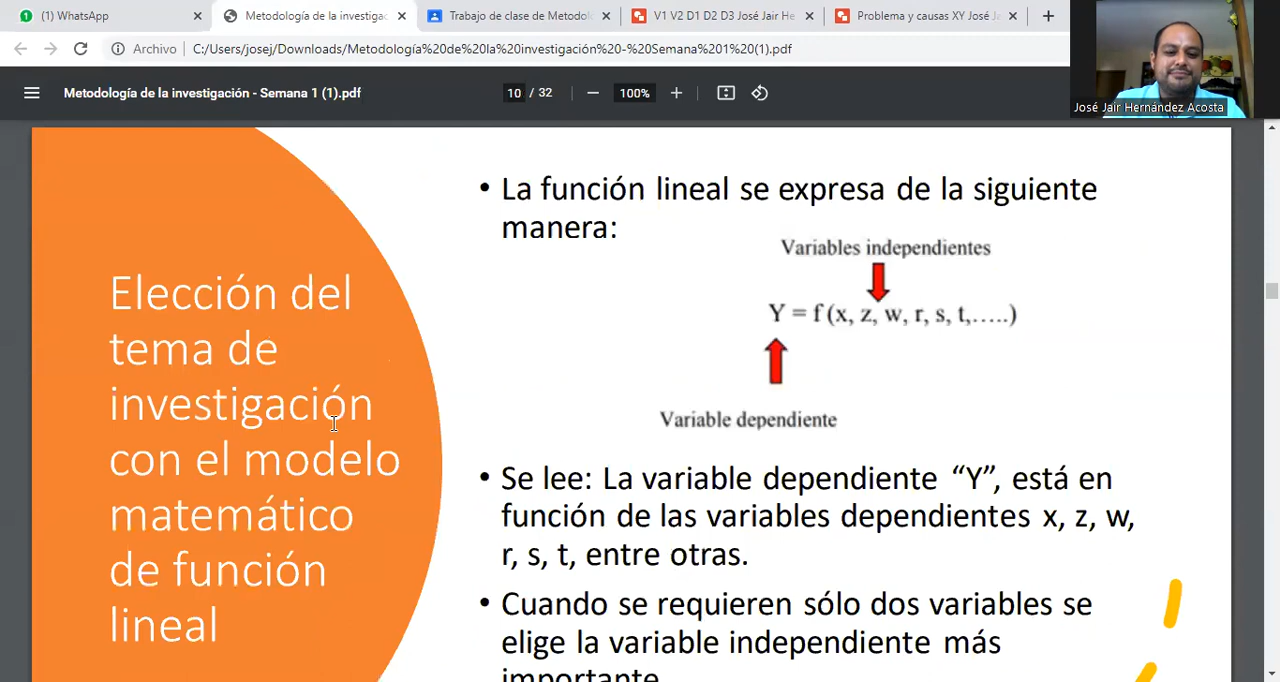 (1) WhatsApp
Metodología de la investigac
Trabajo de clase de Metodol
V1 V2 D1 D2 D3 José Jair He
Problema y causas XY José J
Archivo
C:/Users/josej/Downloads/Metodología%20de%20la%20investigación%20-%20Semana%201%20(1).pdf
Metodología de la investigación - Semana 1 (1).pdf
10 / 32
100%
José Jair Hernández Acosta
Elección del
tema de
investigación
con el modelo
matemático
de función
lineal
• La función lineal se expresa de la siguiente
manera:
Variables independientes
Y = f (x, z, w, r, s, t,.....)
Variable dependiente
• Se lee: La variable dependiente “Y”, está en
función de las variables dependientes x, z, w,
r, s, t, entre otras.
• Cuando se requieren sólo dos variables se
elige la variable independiente más
importante